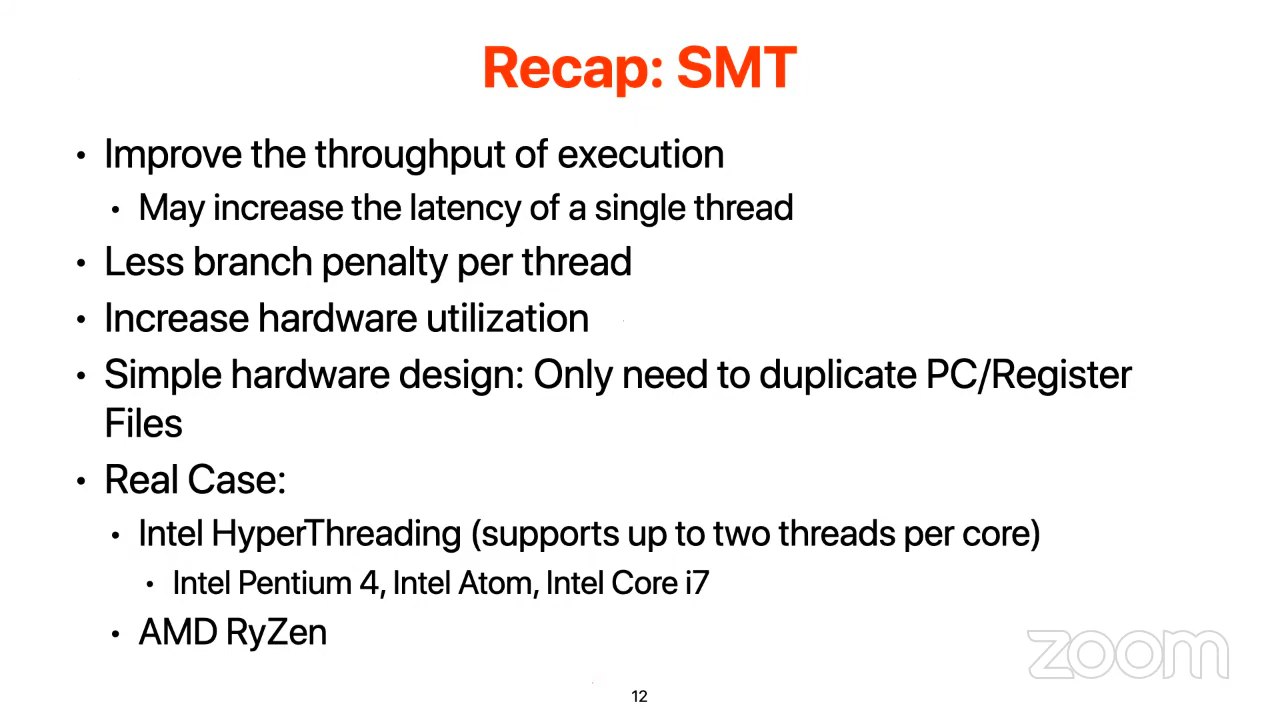 Recap: SMT
• Improve the throughput of execution
• May increase the latency of a single thread
• Less branch penalty per thread
• Increase hardware utilization
• Simple hardware design: Only need to duplicate PC/Register
Files
• Real Case:
• Intel HyperThreading (supports up to two threads per core)
• Intel Pentium 4, Intel Atom, Intel Core i7
• AMD RyZen
zoom
12